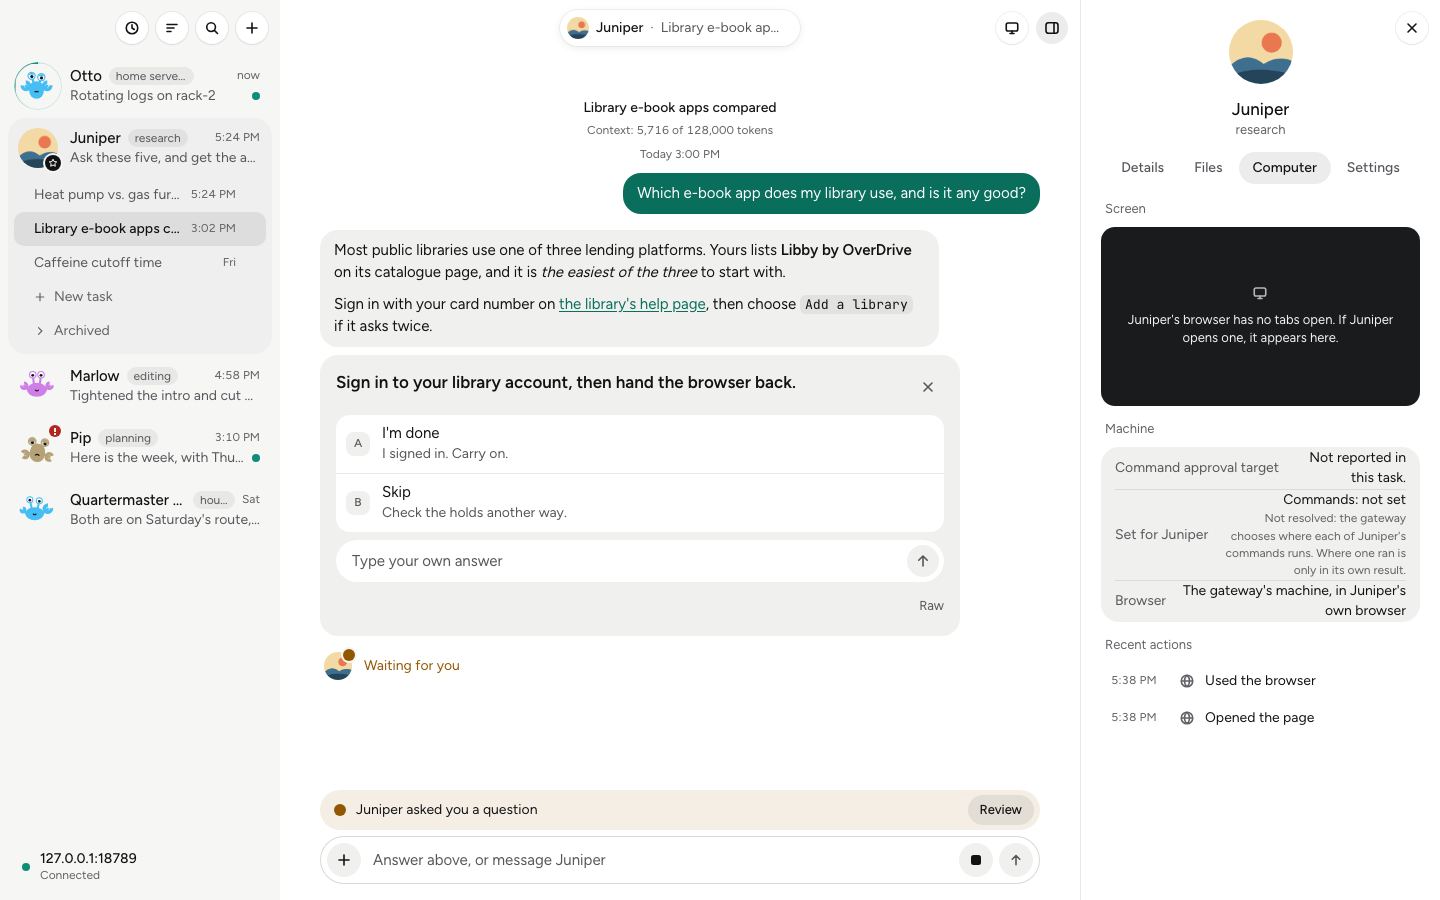 Otto home serve... now
Rotating logs on rack-2
Juniper research 5:24 PM
Ask these five, and get the a...
Heat pump vs. gas fur... 5:24 PM
Library e-book apps c... 3:02 PM
Caffeine cutoff time Fri
New task
Archived
Marlow editing 4:58 PM
Tightened the intro and cut ...
Pip planning 3:10 PM
Here is the week, with Thu...
Quartermaster ... hou... Sat
Both are on Saturday's route,...
127.0.0.1:18789
Connected
Juniper · Library e-book ap...
Library e-book apps compared
Context: 5,716 of 128,000 tokens
Today 3:00 PM
Which e-book app does my library use, and is it any good?
Most public libraries use one of three lending platforms. Yours lists Libby by OverDrive
on its catalogue page, and it is the easiest of the three to start with.
Sign in with your card number on the library's help page, then choose Add a library
if it asks twice.
Sign in to your library account, then hand the browser back.
A I'm done
I signed in. Carry on.
B Skip
Check the holds another way.
Type your own answer
Raw
Waiting for you
Juniper asked you a question Review
Answer above, or message Juniper
Juniper
research
Details Files Computer Settings
Screen
Juniper's browser has no tabs open. If Juniper
opens one, it appears here.
Machine
Command approval target Not reported in
this task.
Set for Juniper Commands: not set
Not resolved: the gateway
chooses where each of Juniper's
commands runs. Where one ran is
only in its own result.
Browser The gateway's machine, in Juniper's
own browser
Recent actions
5:38 PM Used the browser
5:38 PM Opened the page